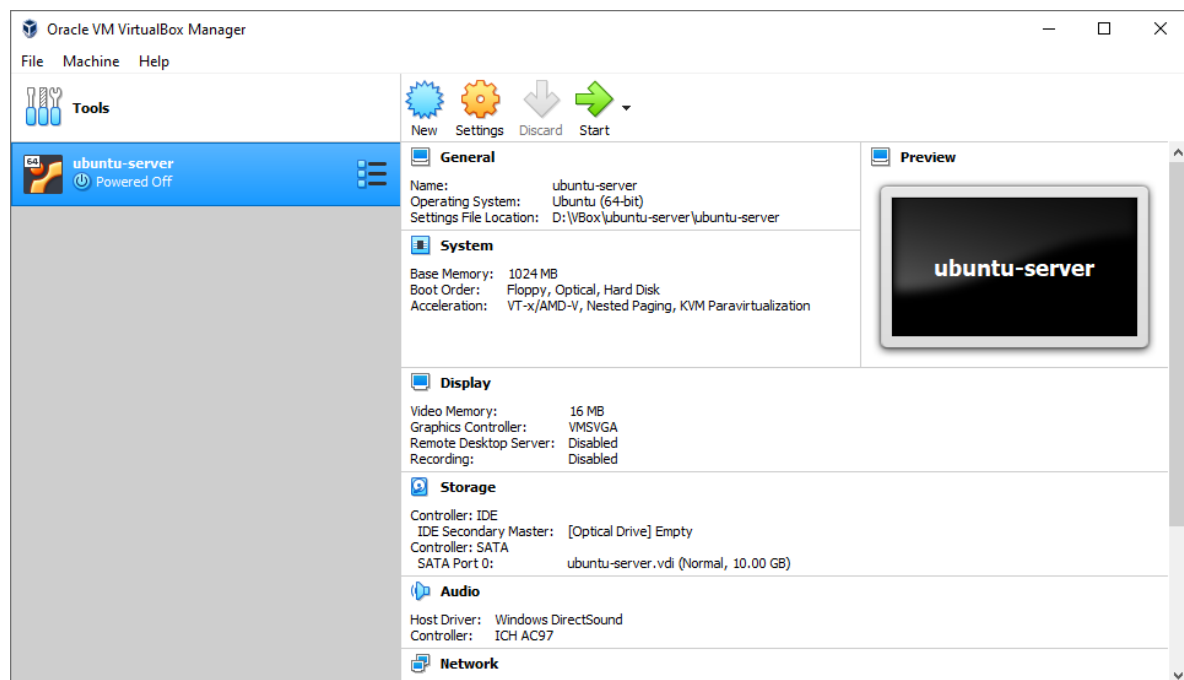 Oracle VM VirtualBox Manager
File Machine Help
Tools
New Settings Discard Start
64
ubuntu-server
Powered Off
General
Name: ubuntu-server
Operating System: Ubuntu (64-bit)
Settings File Location: D:\VBox\ubuntu-server\ubuntu-server
Preview
ubuntu-server
System
Base Memory: 1024 MB
Boot Order: Floppy, Optical, Hard Disk
Acceleration: VT-x/AMD-V, Nested Paging, KVM Paravirtualization
Display
Video Memory: 16 MB
Graphics Controller: VMSVGA
Remote Desktop Server: Disabled
Recording: Disabled
Storage
Controller: IDE
IDE Secondary Master: [Optical Drive] Empty
Controller: SATA
SATA Port 0: ubuntu-server.vdi (Normal, 10.00 GB)
Audio
Host Driver: Windows DirectSound
Controller: ICH AC97
Network